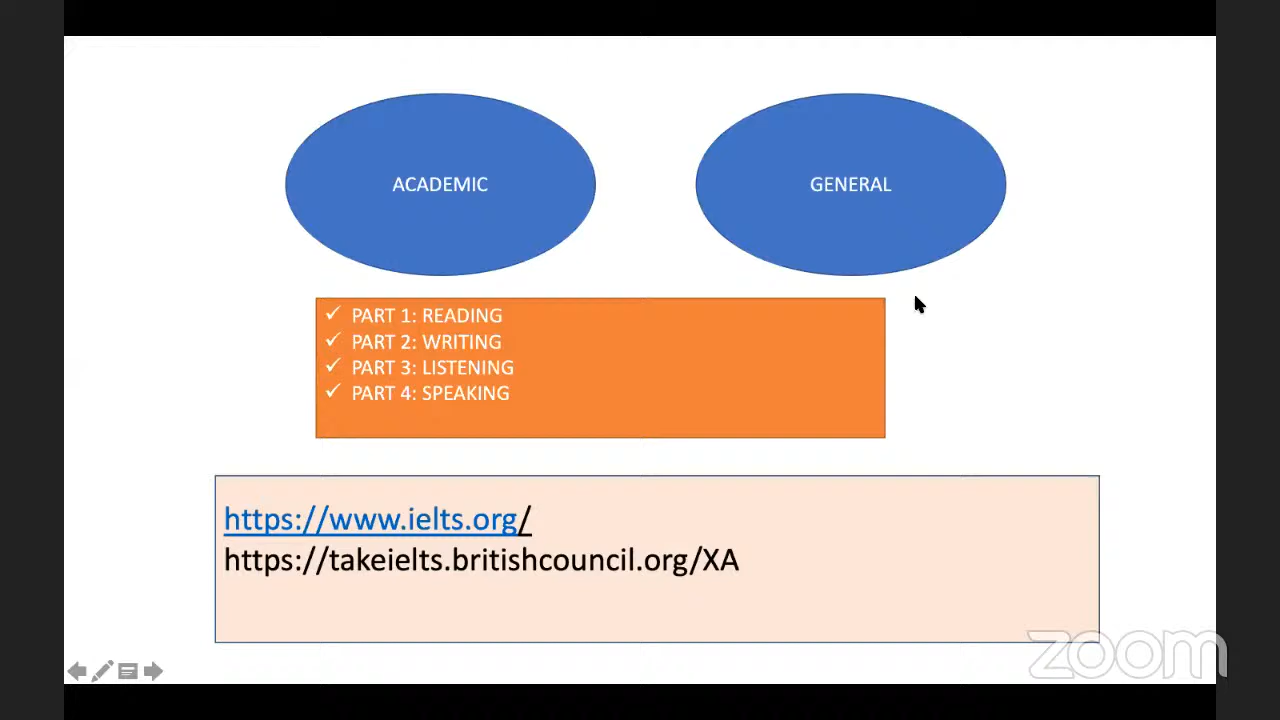 ACADEMIC
GENERAL
PART 1: READING
PART 2: WRITING
PART 3: LISTENING
PART 4: SPEAKING
https://www.ielts.org/
https://takeielts.britishcouncil.org/XA
zoom